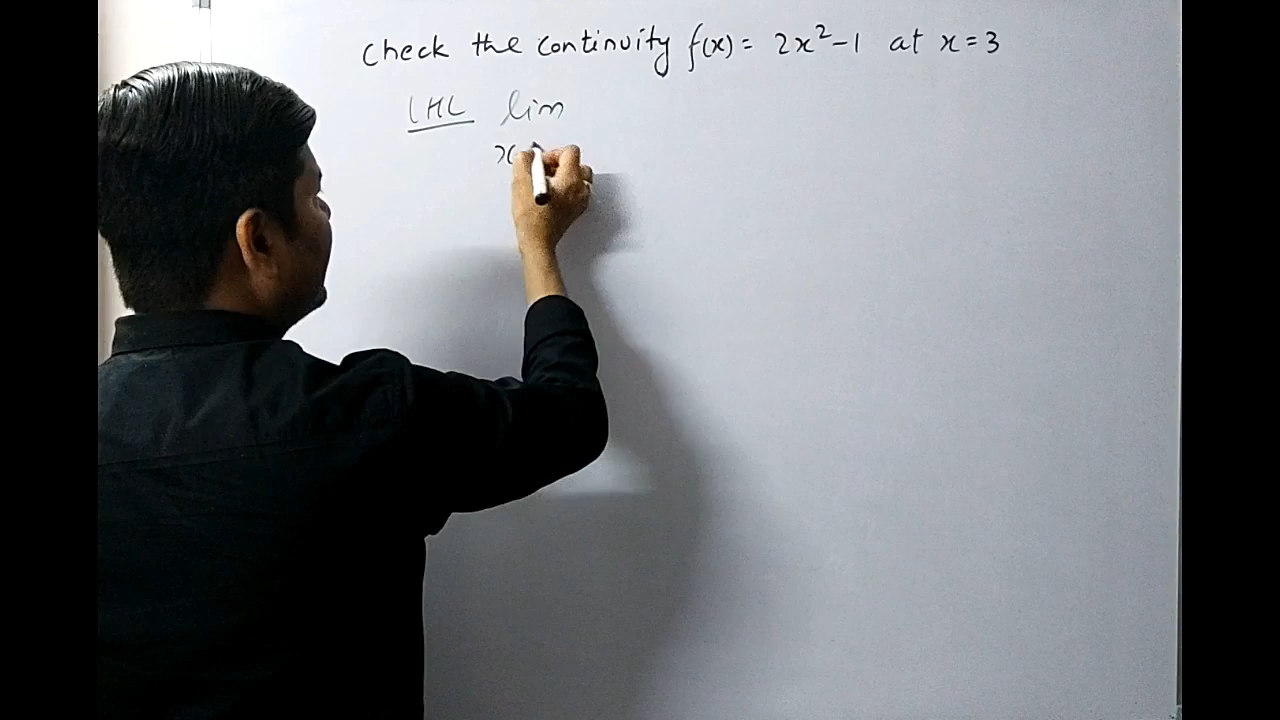 Check the continuity f(x) = 2x²-1 at x=3
LHL lim
x